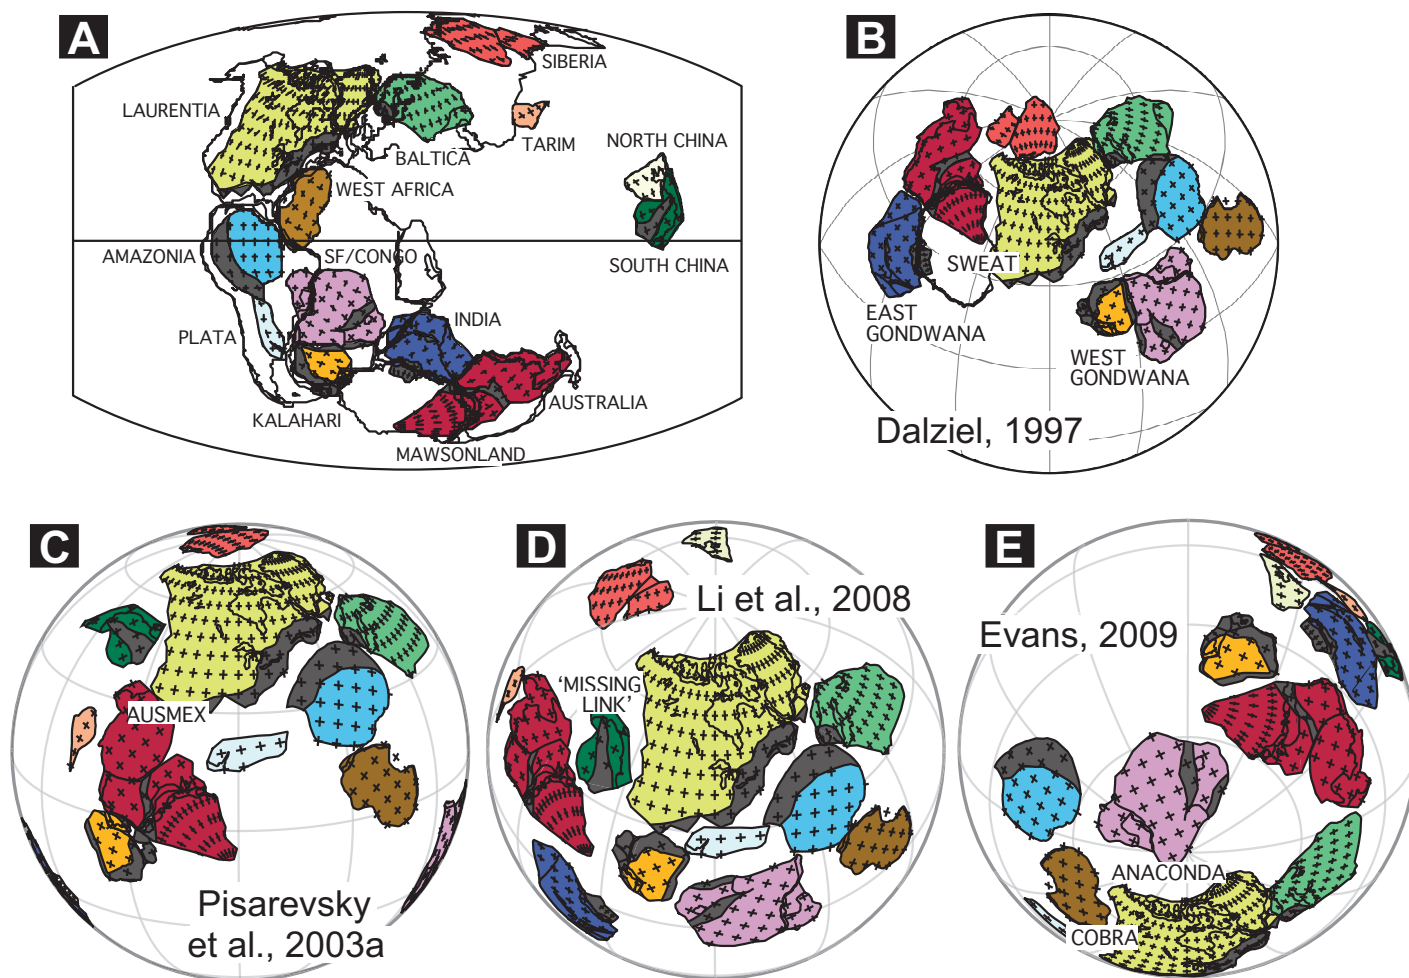 A
LAURENTIA
SIBERIA
BALTICA
TARIM
NORTH CHINA
WEST AFRICA
AMAZONIA
SF/CONGO
SOUTH CHINA
PLATA
INDIA
KALAHARI
AUSTRALIA
MAWSONLAND
B
SWEAT
EAST
GONDWANA
WEST
GONDWANA
Dalziel, 1997
C
AUSMEX
Pisarevsky
et al., 2003a
D
Li et al., 2008
'MISSING
LINK'
E
Evans, 2009
ANACONDA
COBRA